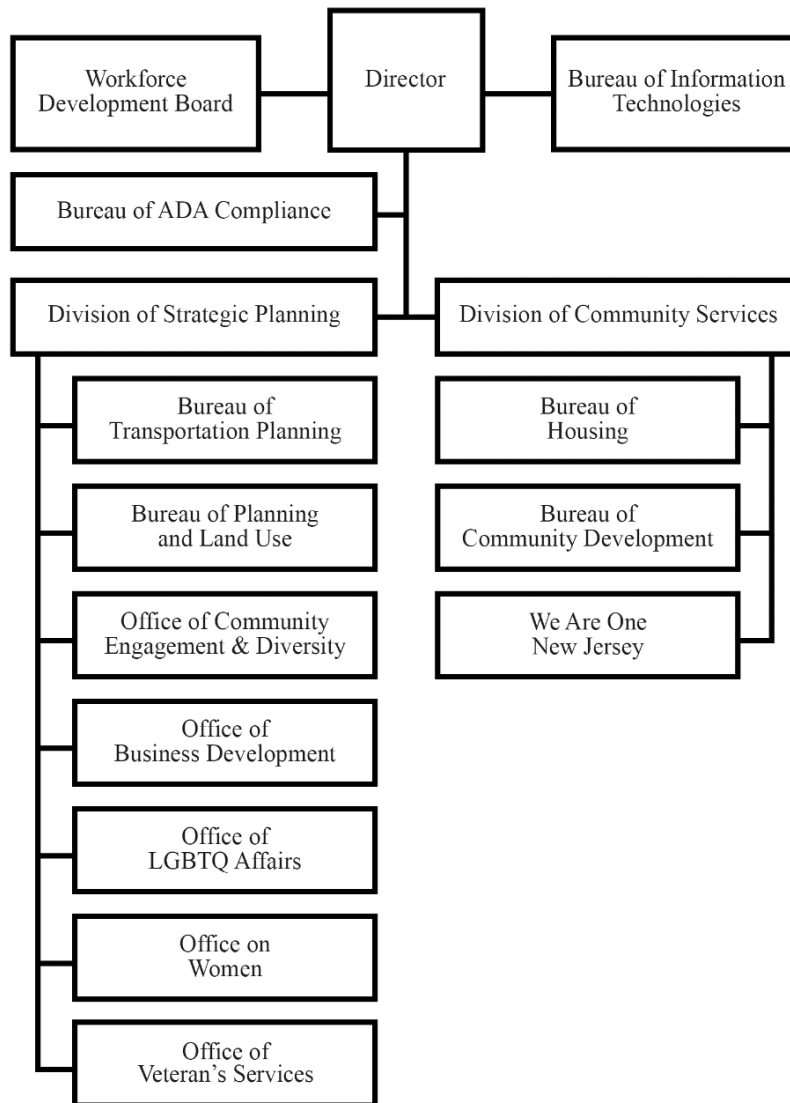 Workforce
Development Board
Director
Bureau of Information
Technologies
Bureau of ADA Compliance
Division of Strategic Planning
Division of Community Services
Bureau of
Transportation Planning
Bureau of Planning
and Land Use
Office of Community
Engagement & Diversity
Office of
Business Development
Office of
LGBTQ Affairs
Office on
Women
Office of
Veteran’s Services
Bureau of
Housing
Bureau of
Community Development
We Are One
New Jersey